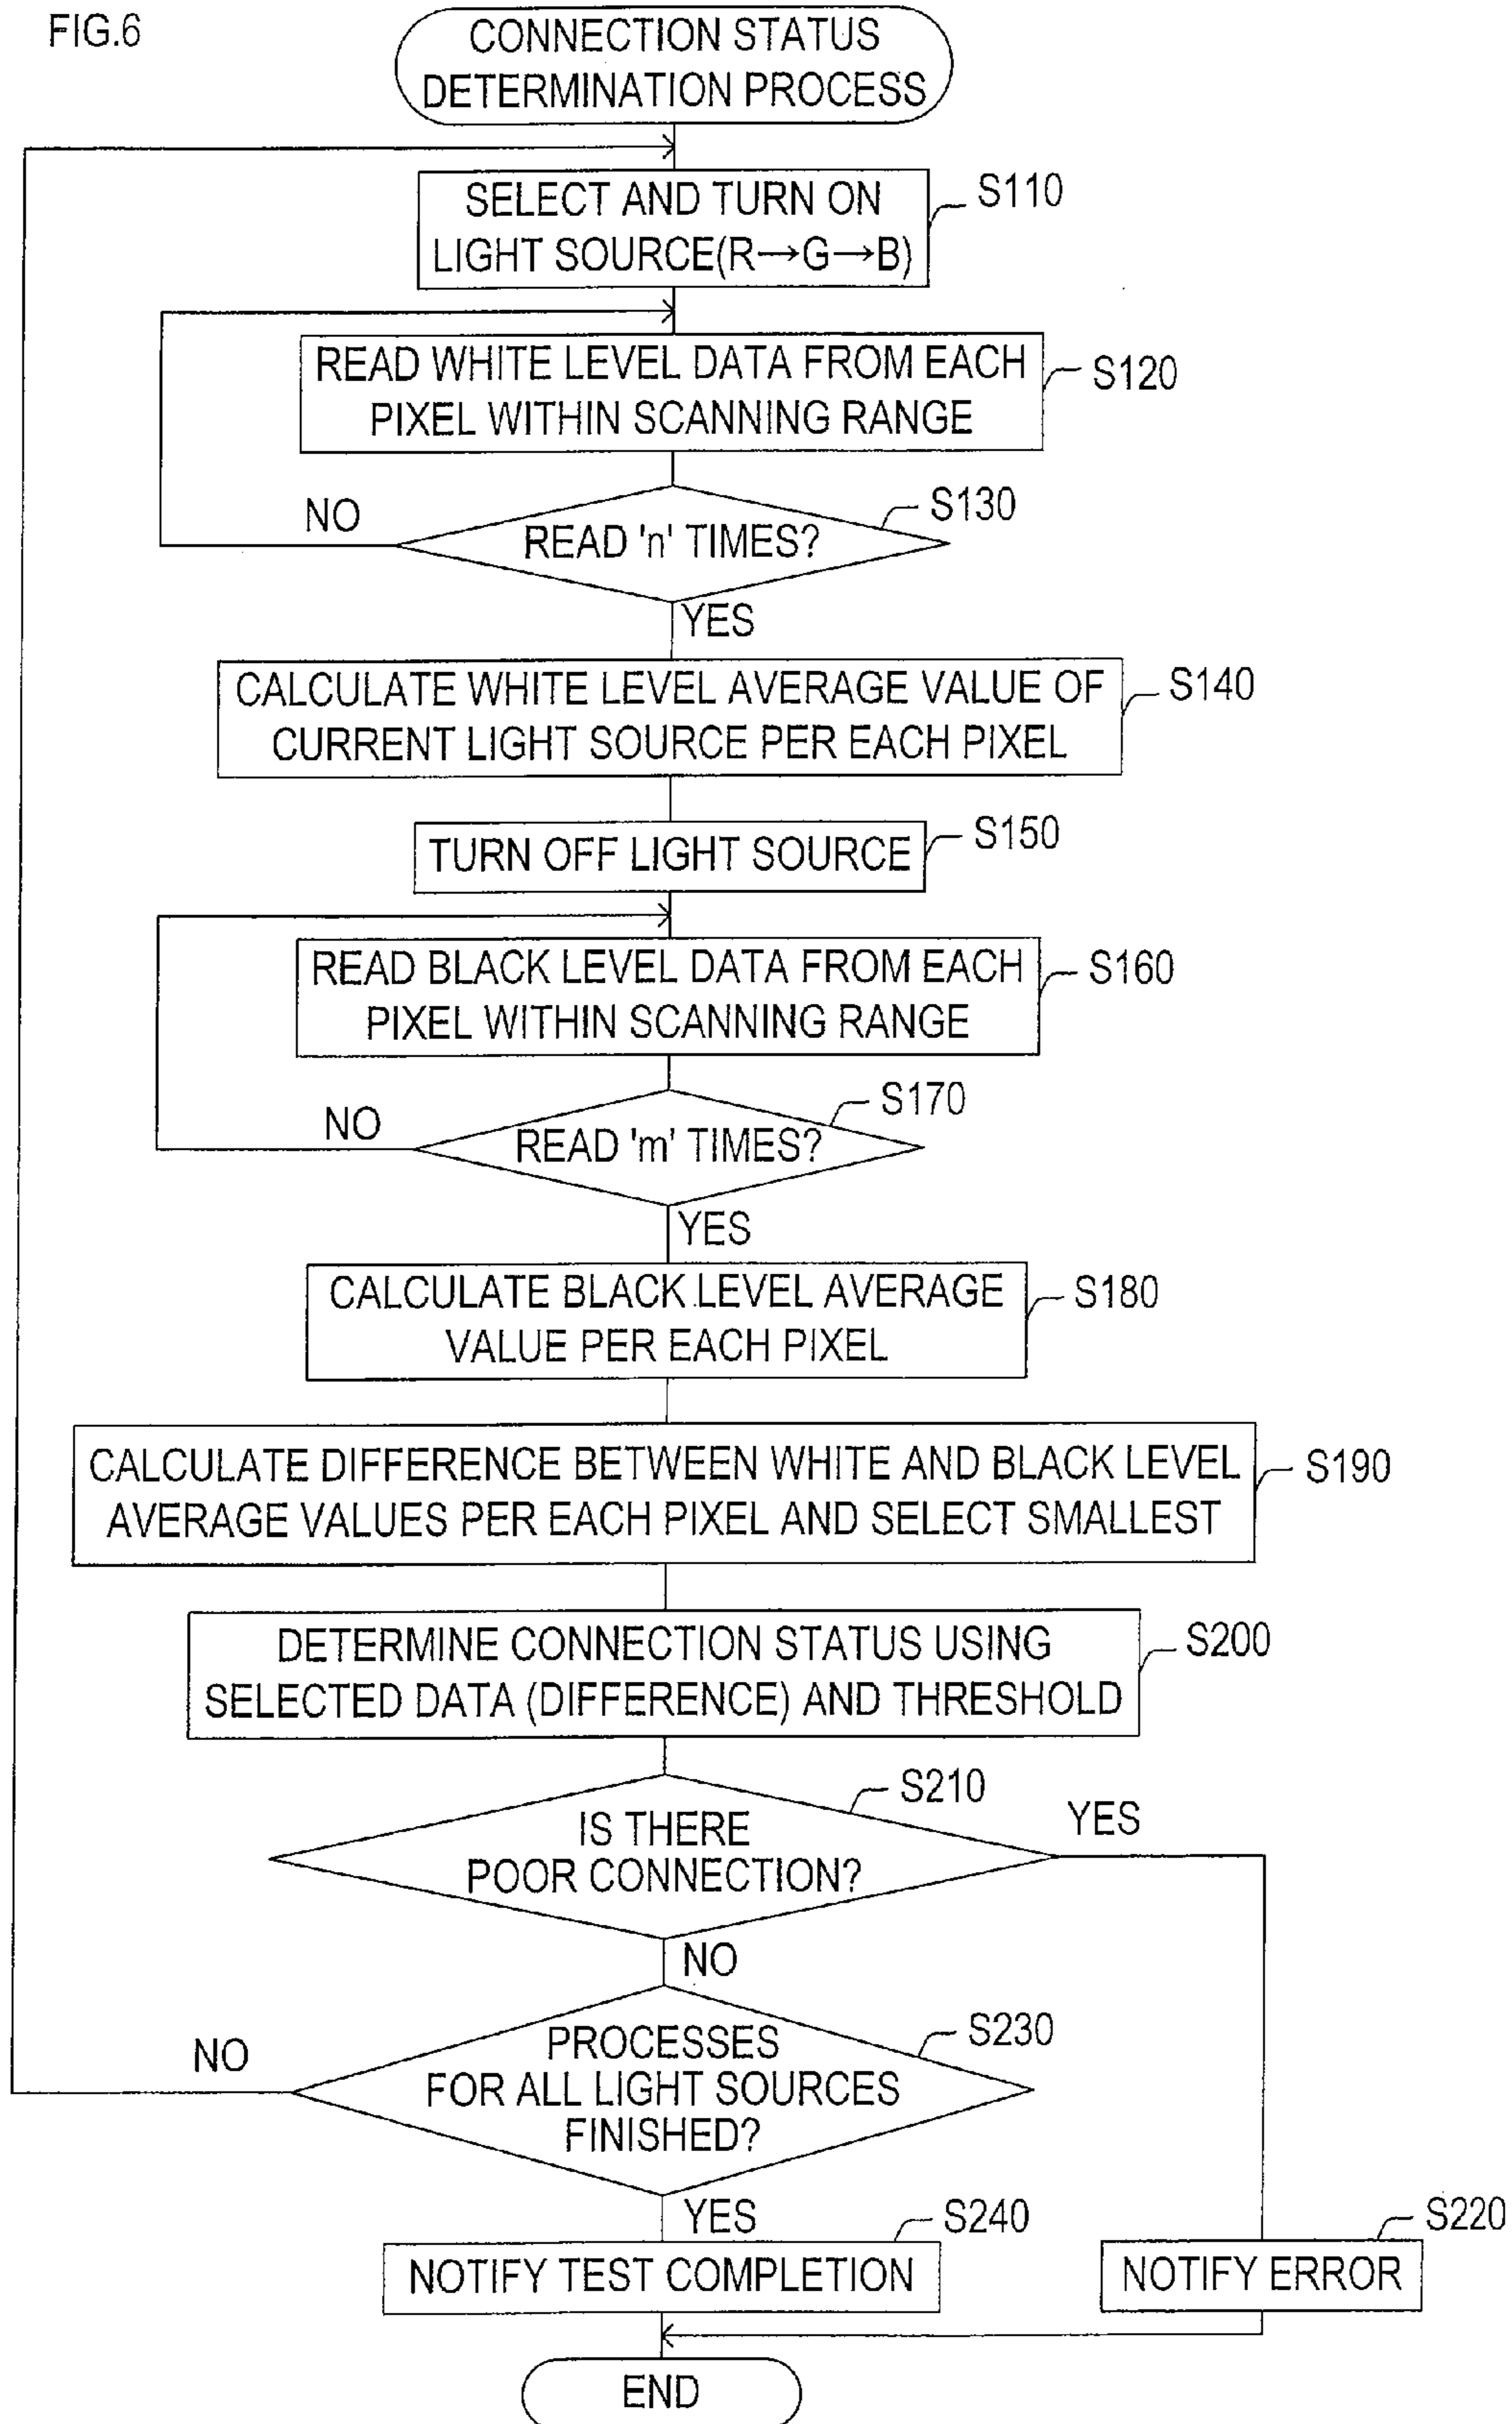 FIG.6
CONNECTION STATUS
DETERMINATION PROCESS
SELECT AND TURN ON
LIGHT SOURCE(R→G→B)
S110
READ WHITE LEVEL DATA FROM EACH
PIXEL WITHIN SCANNING RANGE
S120
READ 'n' TIMES?
S130
NO
YES
CALCULATE WHITE LEVEL AVERAGE VALUE OF
CURRENT LIGHT SOURCE PER EACH PIXEL
S140
TURN OFF LIGHT SOURCE
S150
READ BLACK LEVEL DATA FROM EACH
PIXEL WITHIN SCANNING RANGE
S160
READ 'm' TIMES?
S170
NO
YES
CALCULATE BLACK LEVEL AVERAGE
VALUE PER EACH PIXEL
S180
CALCULATE DIFFERENCE BETWEEN WHITE AND BLACK LEVEL
AVERAGE VALUES PER EACH PIXEL AND SELECT SMALLEST
S190
DETERMINE CONNECTION STATUS USING
SELECTED DATA (DIFFERENCE) AND THRESHOLD
S200
IS THERE
POOR CONNECTION?
S210
YES
NO
PROCESSES
FOR ALL LIGHT SOURCES
FINISHED?
S230
NO
YES
NOTIFY TEST COMPLETION
S240
NOTIFY ERROR
S220
END